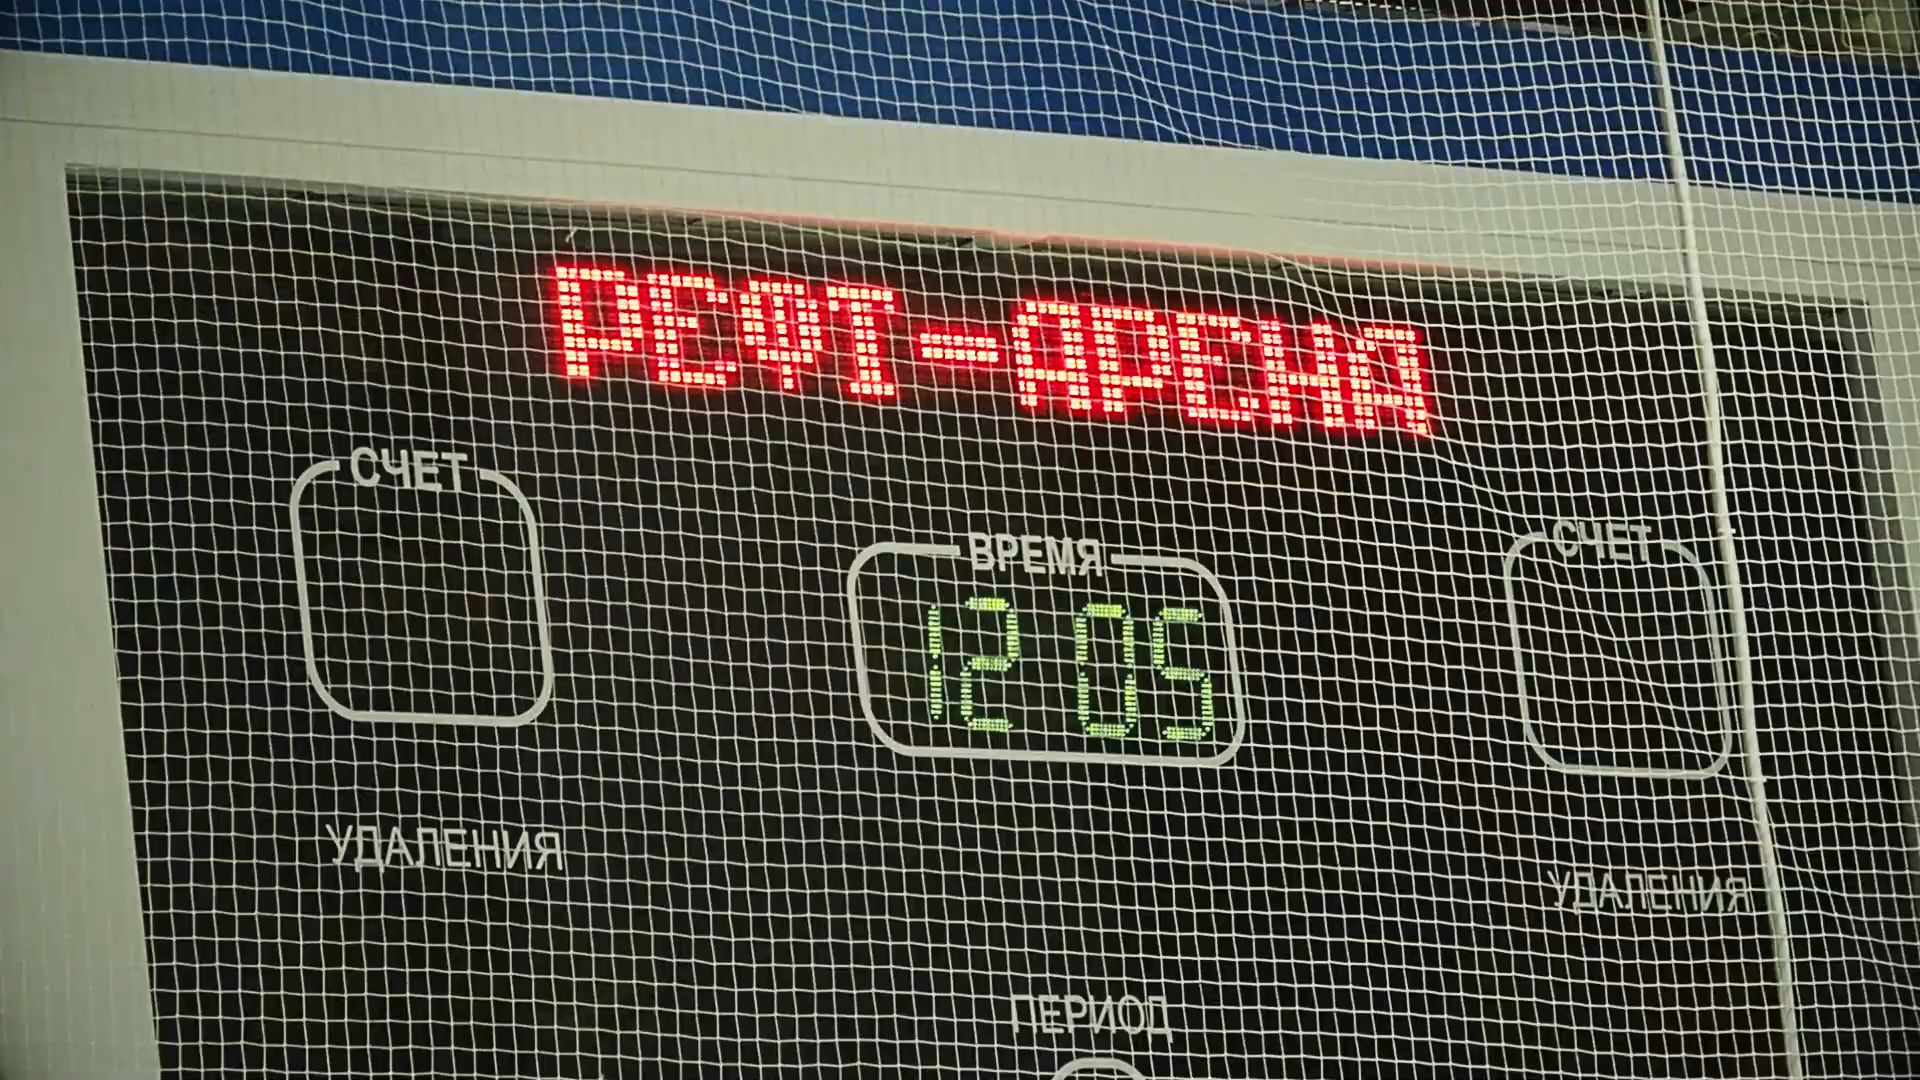 РЕФТ-АРЕНА
СЧЕТ
ВРЕМЯ
СЧЕТ
12 05
УДАЛЕНИЯ
УДАЛЕНИЯ
ПЕРИОД